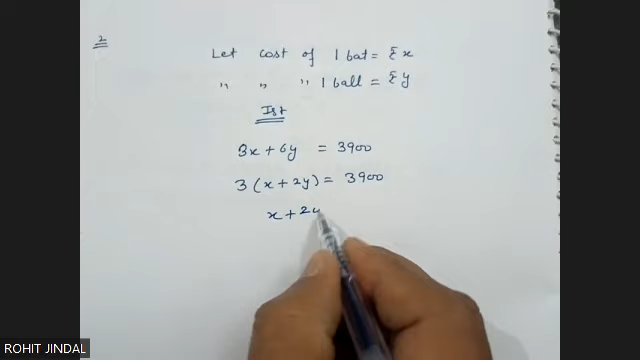 2
Let cost of 1 bat = ₹ x
" " " 1 ball = ₹ y
Ist
3x + 6y = 3900
3 (x + 2y) = 3900
x + 2y
ROHIT JINDAL